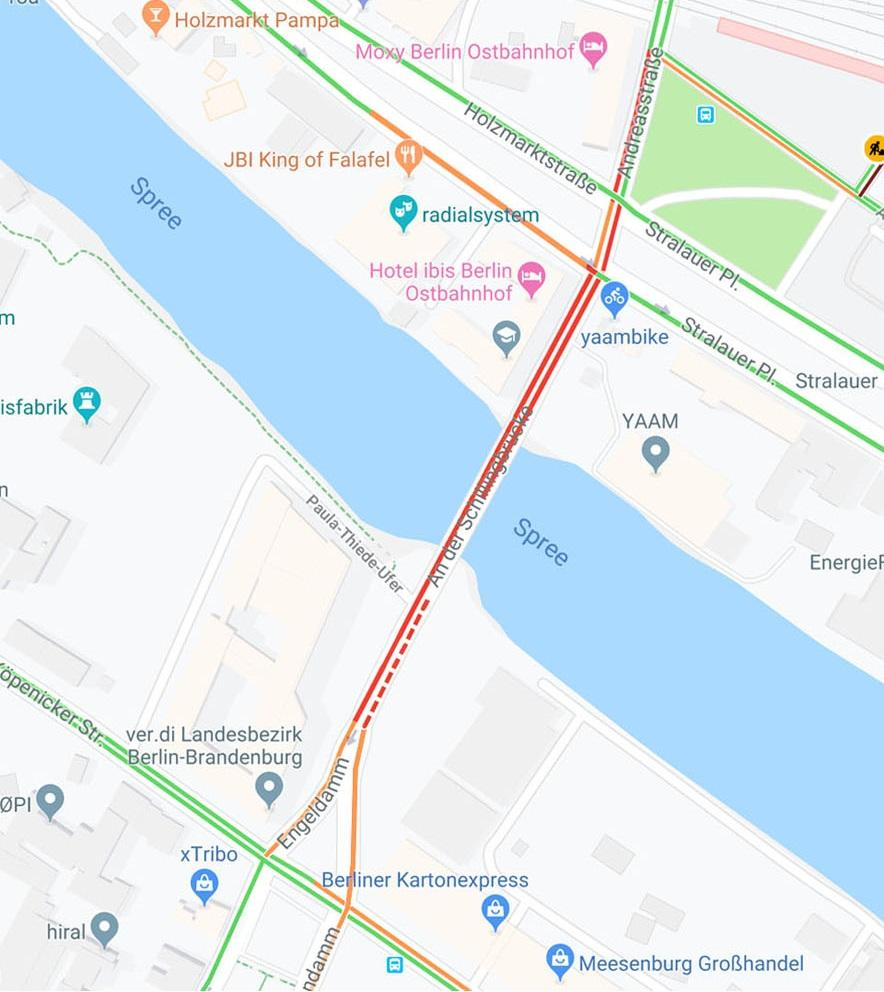 Holzmarkt Pampa
Moxy Berlin Ostbahnhof
Andreasstraße
Holzmarktstraße
JBI King of Falafel
Spree
radialsystem
Stralauer Pl.
Hotel ibis Berlin
Ostbahnhof
yaambike
Stralauer Pl.
Stralauer
isfabrik
YAAM
An der Schillingbrücke
Paula-Thiede-Ufer
Spree
Köpenicker Str.
ver.di Landesbezirk
Berlin-Brandenburg
ØPI
Engeldamm
xTribo
Berliner Kartonexpress
hiral
ndamm
Meesenburg Großhandel